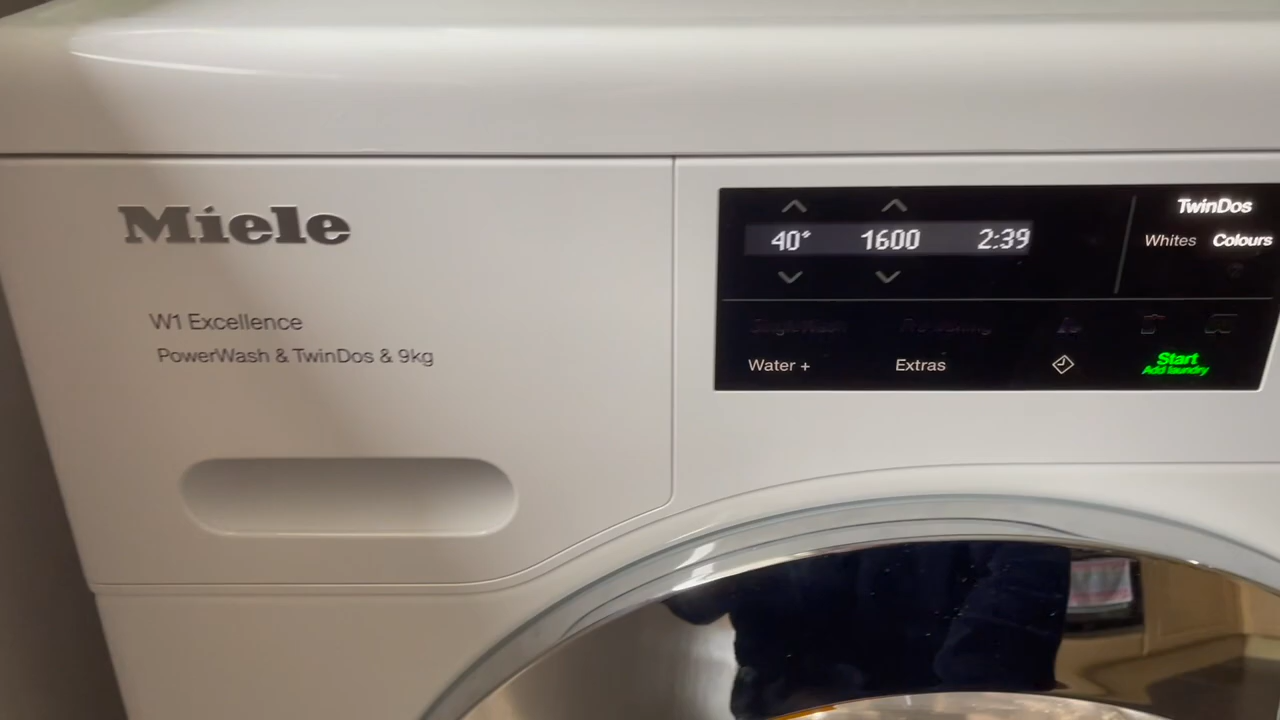 Miele
W1 Excellence
PowerWash & TwinDos & 9kg
40° 1600 2:39
TwinDos
Whites Colours
Water + Extras
Start
Add laundry